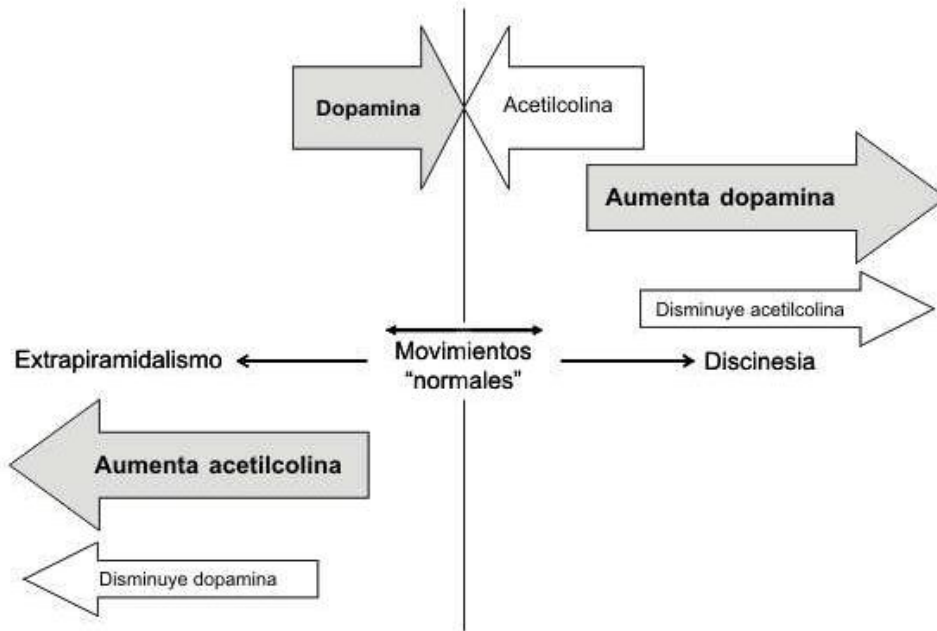 Dopamina
Acetilcolina
Aumenta dopamina
Disminuye acetilcolina
Extrapiramidalismo
Movimientos
“normales”
Discinesia
Aumenta acetilcolina
Disminuye dopamina